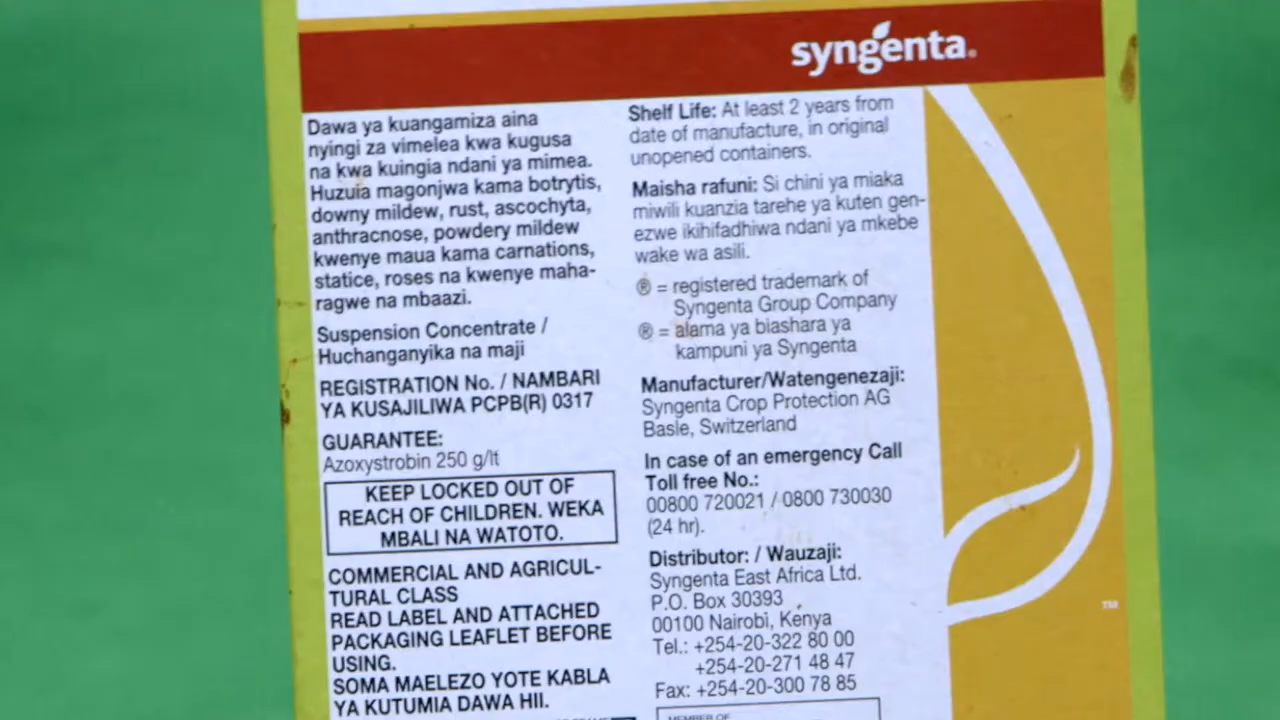 syngenta®
Dawa ya kuangamiza aina
nyingi za vimelea kwa kugusa
na kwa kuingia ndani ya mimea.
Huzuia magonjwa kama botrytis,
downy mildew, rust, ascochyta,
anthracnose, powdery mildew
kwenye maua kama carnations,
statice, roses na kwenye maha-
ragwe na mbaazi.
Suspension Concentrate /
Huchanganyika na maji
REGISTRATION No. / NAMBARI
YA KUSAJILIWA PCPB(R) 0317
GUARANTEE:
Azoxystrobin 250 g/lt
KEEP LOCKED OUT OF
REACH OF CHILDREN. WEKA
MBALI NA WATOTO.
COMMERCIAL AND AGRICUL-
TURAL CLASS
READ LABEL AND ATTACHED
PACKAGING LEAFLET BEFORE
USING.
SOMA MAELEZO YOTE KABLA
YA KUTUMIA DAWA HII.
Shelf Life: At least 2 years from
date of manufacture, in original
unopened containers.
Maisha rafuni: Si chini ya miaka
miwili kuanzia tarehe ya kuten gen-
ezwe ikihifadhiwa ndani ya mkebe
wake wa asili.
® = registered trademark of
Syngenta Group Company
® = alama ya biashara ya
kampuni ya Syngenta
Manufacturer/Watengenezaji:
Syngenta Crop Protection AG
Basle, Switzerland
In case of an emergency Call
Toll free No.:
00800 720021 / 0800 730030
(24 hr).
Distributor: / Wauzaji:
Syngenta East Africa Ltd.
P.O. Box 30393
00100 Nairobi, Kenya
Tel.: +254-20-322 80 00
+254-20-271 48 47
Fax: +254-20-300 78 85
MEMBER OF
TM